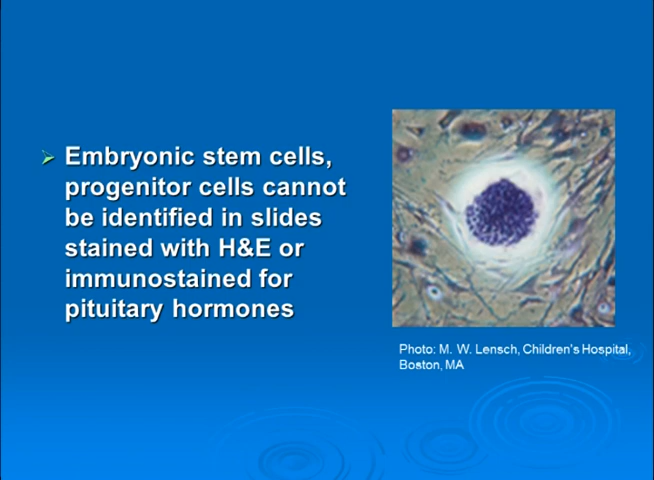 Embryonic stem cells,
progenitor cells cannot
be identified in slides
stained with H&E or
immunostained for
pituitary hormones
Photo: M. W. Lensch, Children's Hospital,
Boston, MA